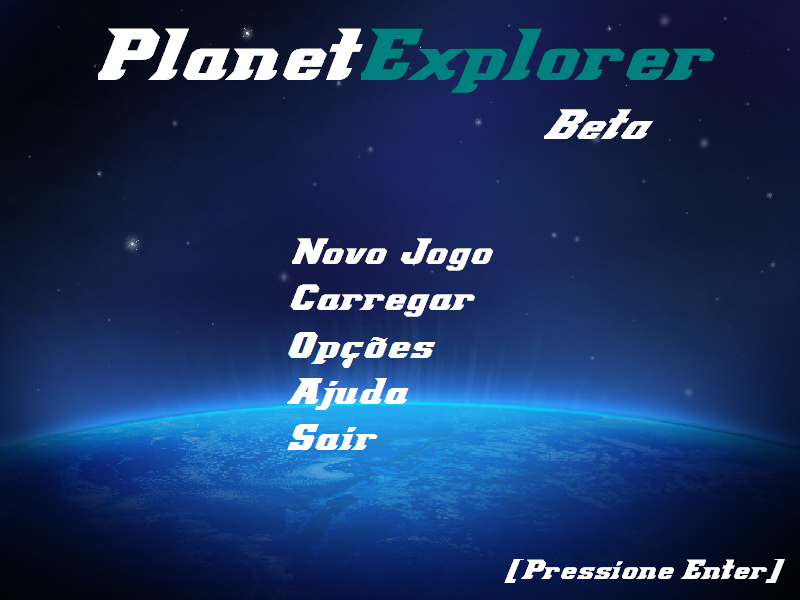 PlanetExplorer
Beta
Novo Jogo
Carregar
Opções
Ajuda
Sair
[Pressione Enter]